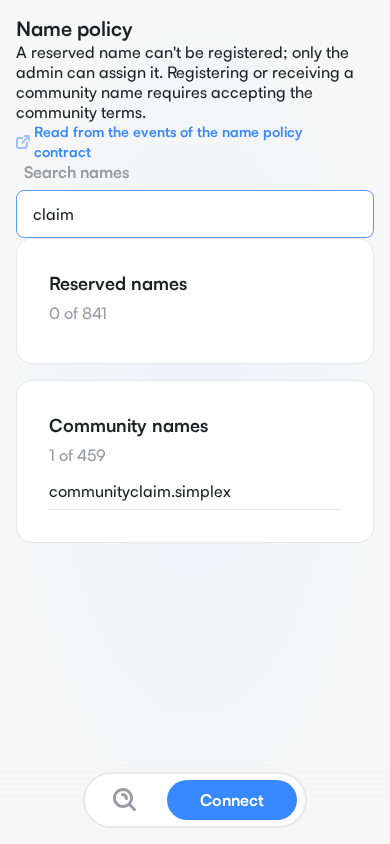 Name policy
A reserved name can't be registered; only the
admin can assign it. Registering or receiving a
community name requires accepting the
community terms.
Read from the events of the name policy
contract
Search names
claim
Reserved names
0 of 841
Community names
1 of 459
communityclaim.simplex
Connect